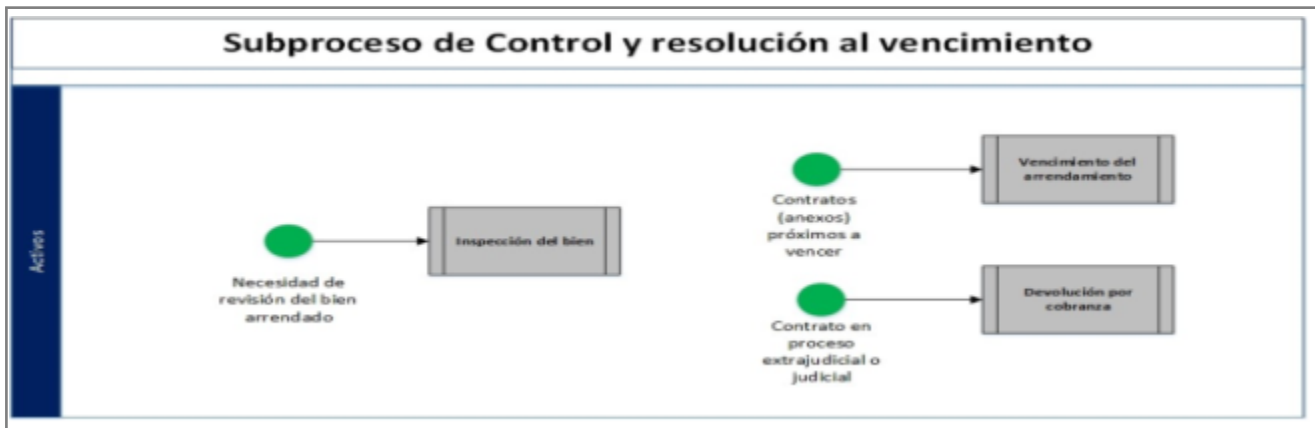 Subproceso de Control y resolución al vencimiento
Activos
Necesidad de
revisión del bien
arrendado
Inspección del bien
Contratos
(anexos)
próximos a
vencer
Vencimiento del
arrendamiento
Contrato en
proceso
extrajudicial o
judicial
Devolución por
cobranza